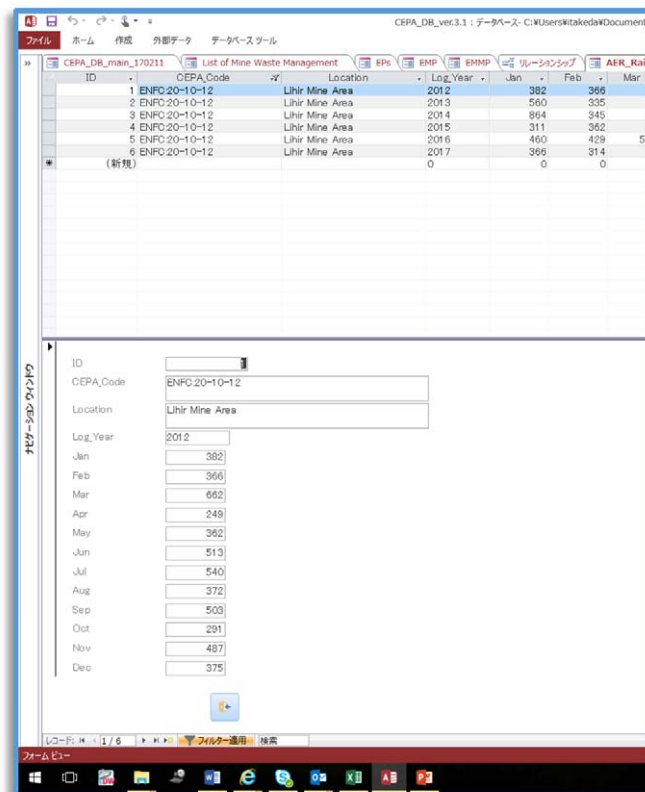 CEPA_DB_ver.3.1 : データベース- C:¥Users¥itakeda¥Document
ファイル ホーム 作成 外部データ データベース ツール
CEPA_DB_main_170211 List of Mine Waste Management EPs EMP EMMP リレーションシップ AER_Rai
ID CEPA_Code Location Log_Year Jan Feb Mar
1 ENFC:20-10-12 Lihir Mine Area 2012 382 366
2 ENFC:20-10-12 Lihir Mine Area 2013 560 335
3 ENFC:20-10-12 Lihir Mine Area 2014 864 345
4 ENFC:20-10-12 Lihir Mine Area 2015 311 362
5 ENFC:20-10-12 Lihir Mine Area 2016 460 429 5
6 ENFC:20-10-12 Lihir Mine Area 2017 366 314
(新規) 0 0 0
ナビゲーション ウィンドウ
ID 1
CEPA_Code ENFC:20-10-12
Location Lihir Mine Area
Log_Year 2012
Jan 382
Feb 366
Mar 662
Apr 249
May 362
Jun 513
Jul 540
Aug 372
Sep 503
Oct 291
Nov 487
Dec 375
レコード: 1 / 6 フィルター適用 検索
フォーム ビュー